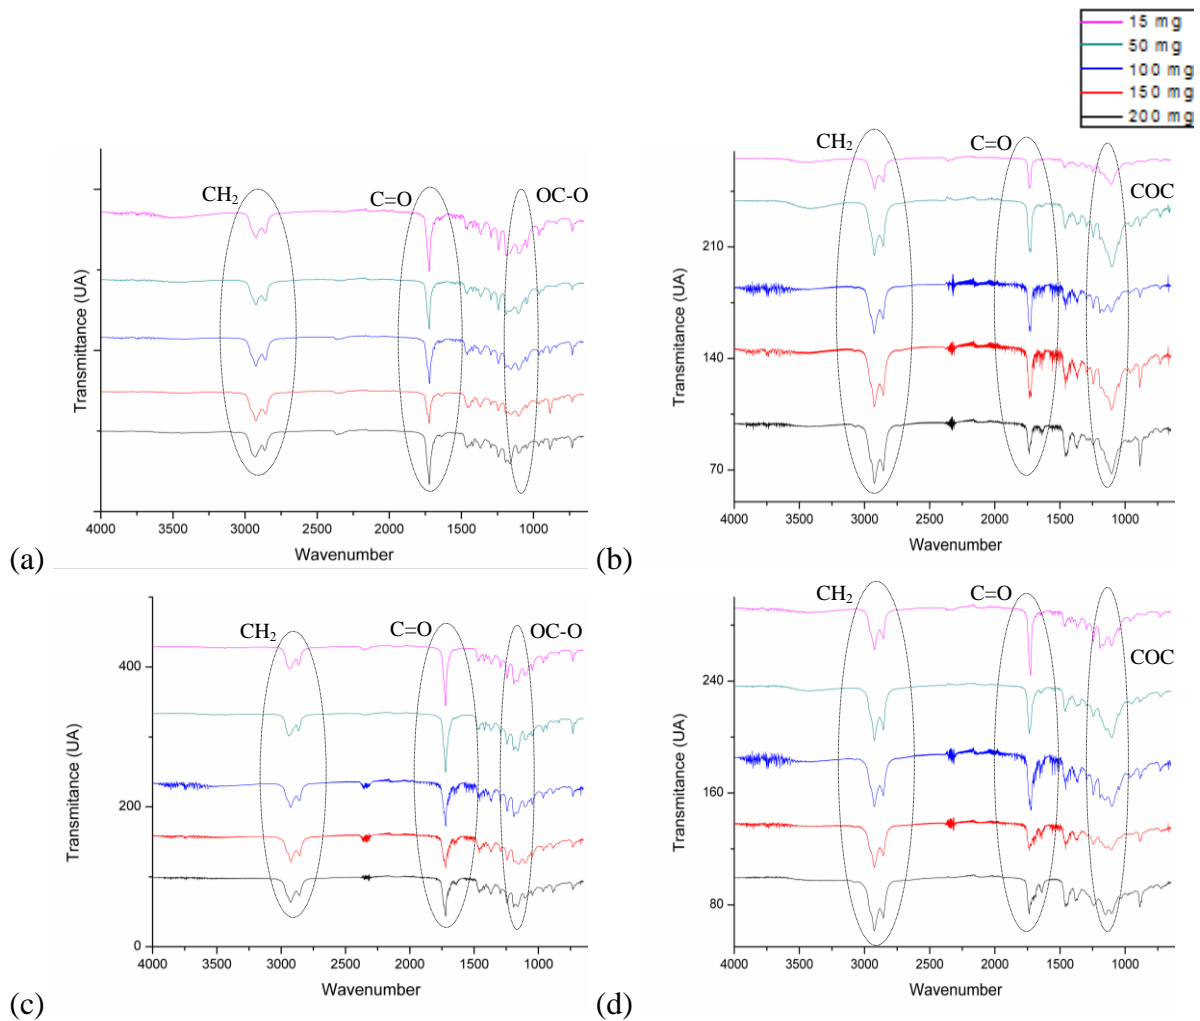 15 mg
50 mg
100 mg
150 mg
200 mg
CH₂
C=O
OC-O
Transmittance (UA)
4000 3500 3000 2500 2000 1500 1000
Wavenumber
(a)
CH₂
C=O
COC
210
140
70
Transmitance (UA)
4000 3500 3000 2500 2000 1500 1000
Wavenumber
(b)
CH₂
C=O
OC-O
400
200
0
Transmitance (UA)
4000 3500 3000 2500 2000 1500 1000
Wavenumber
(c)
CH₂
C=O
COC
240
160
80
Transmitance (UA)
4000 3500 3000 2500 2000 1500 1000
Wavenumber
(d)